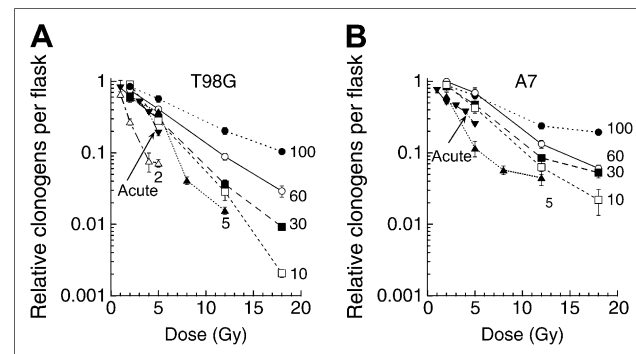 A
T98G
Relative clonogens per flask
1
0.1
0.01
0.001
0 5 10 15 20
Dose (Gy)
Acute
2
5
100
60
30
10
B
A7
Relative clonogens per flask
1
0.1
0.01
0.001
0 5 10 15 20
Dose (Gy)
Acute
5
100
60
30
10